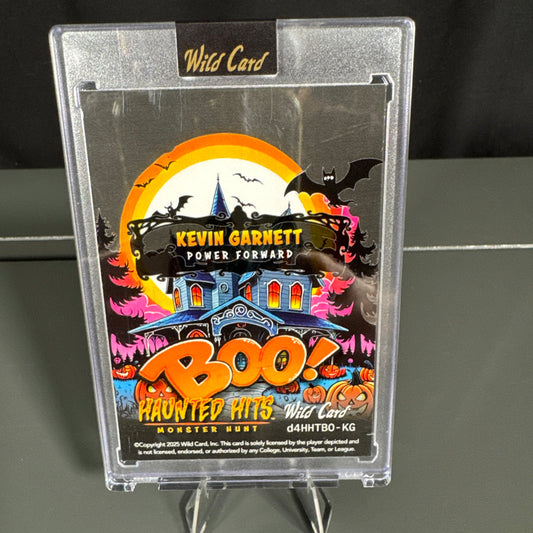 Wild Card
KEVIN GARNETT
POWER FORWARD
BOO!
HAUNTED HITS
MONSTER HUNT
Wild Card
d4HHTBO-KG
©Copyright 2025 Wild Card, Inc. This card is solely licensed by the player depicted and
is not licensed, endorsed, or authorized by any College, University, Team, or League.